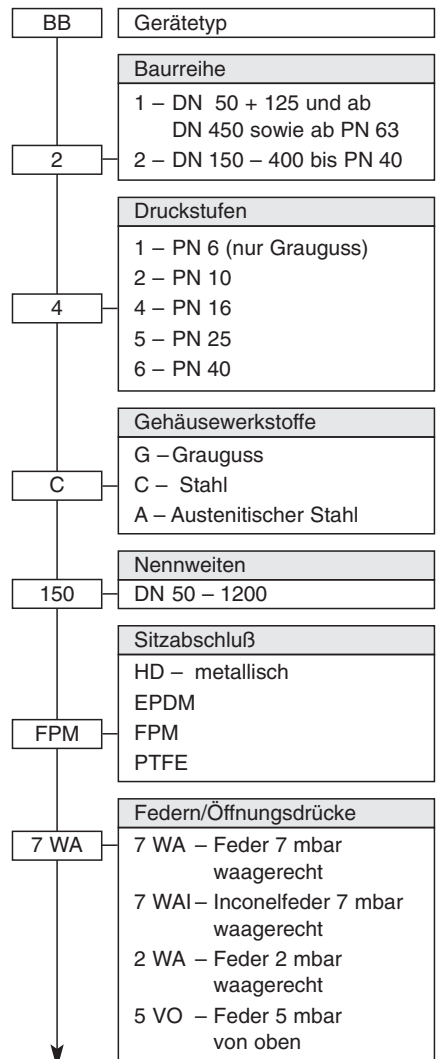 BB Gerätetyp
Baurreihe
1 – DN 50 + 125 und ab
DN 450 sowie ab PN 63
2 2 – DN 150 – 400 bis PN 40
Druckstufen
1 – PN 6 (nur Grauguss)
2 – PN 10
4 4 – PN 16
5 – PN 25
6 – PN 40
Gehäusewerkstoffe
G – Grauguss
C C – Stahl
A – Austenitischer Stahl
Nennweiten
150 DN 50 – 1200
Sitzabschluß
HD – metallisch
EPDM
FPM FPM
PTFE
Federn/Öffnungsdrücke
7 WA 7 WA – Feder 7 mbar
waagerecht
7 WAI – Inconelfeder 7 mbar
waagerecht
2 WA – Feder 2 mbar
waagerecht
5 VO – Feder 5 mbar
von oben